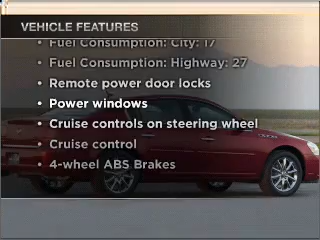 VEHICLE FEATURES
• Fuel Consumption: City: 17
• Fuel Consumption: Highway: 27
• Remote power door locks
• Power windows
• Cruise controls on steering wheel
• Cruise control
• 4-wheel ABS Brakes